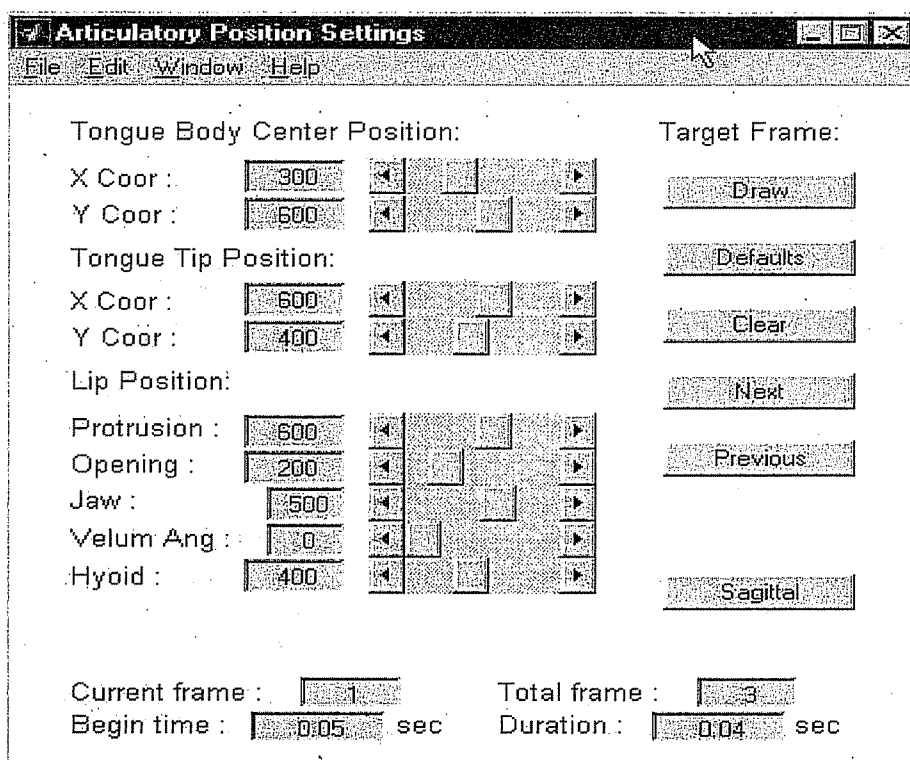 Articulatory Position Settings
File Edit Window Help
Tongue Body Center Position:
X Coor : 300
Y Coor : 600
Tongue Tip Position:
X Coor : 600
Y Coor : 400
Lip Position:
Protrusion : 600
Opening : 200
Jaw : 500
Velum Ang : 0
Hyoid : 400
Target Frame:
Draw
Defaults
Clear
Next
Previous
Sagittal
Current frame : 1 Total frame : 3
Begin time : 0.05 sec Duration : 0.04 sec